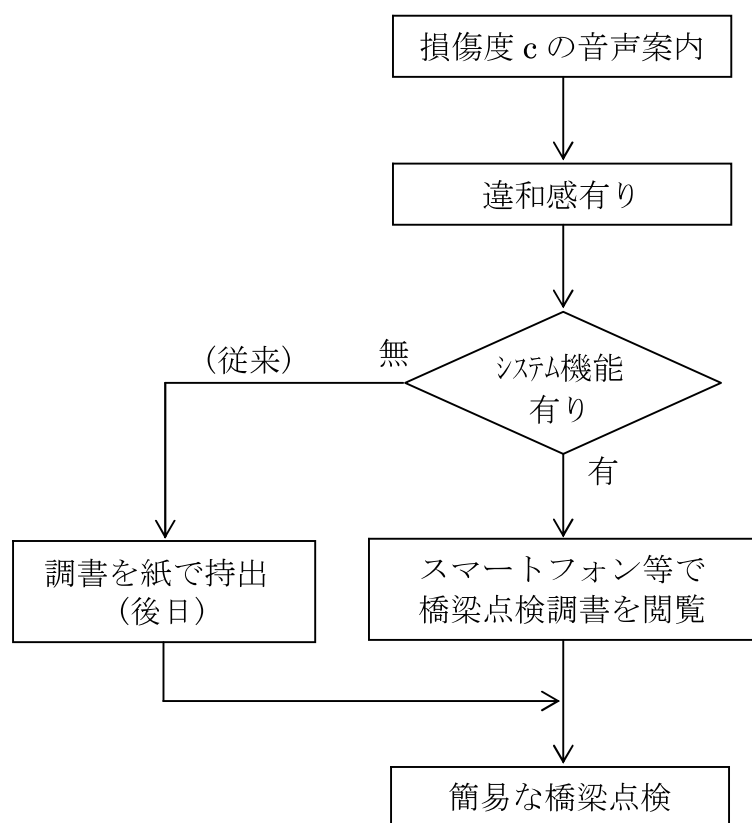 損傷度 c の音声案内
違和感有り
(従来)
無
システム機能
有り
有
調書を紙で持出
(後日)
スマートフォン等で
橋梁点検調書を閲覧
簡易な橋梁点検